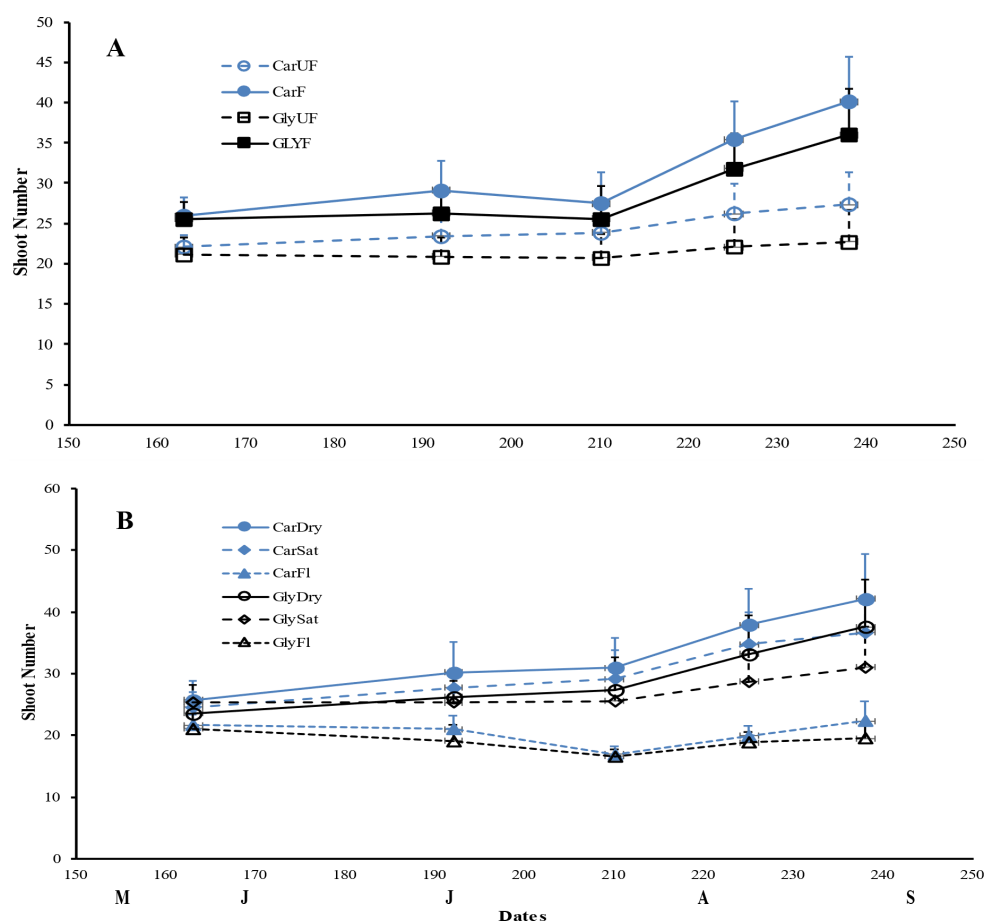 50
45
40
35
30
25
20
15
10
5
0
Shoot Number
A
CarUF
CarF
GlyUF
GLYF
150 160 170 180 190 200 210 220 230 240 250
60
50
40
30
20
10
0
Shoot Number
B
CarDry
CarSat
CarFl
GlyDry
GlySat
GlyFl
150 160 170 180 190 200 210 220 230 240 250
M J J A S
Dates